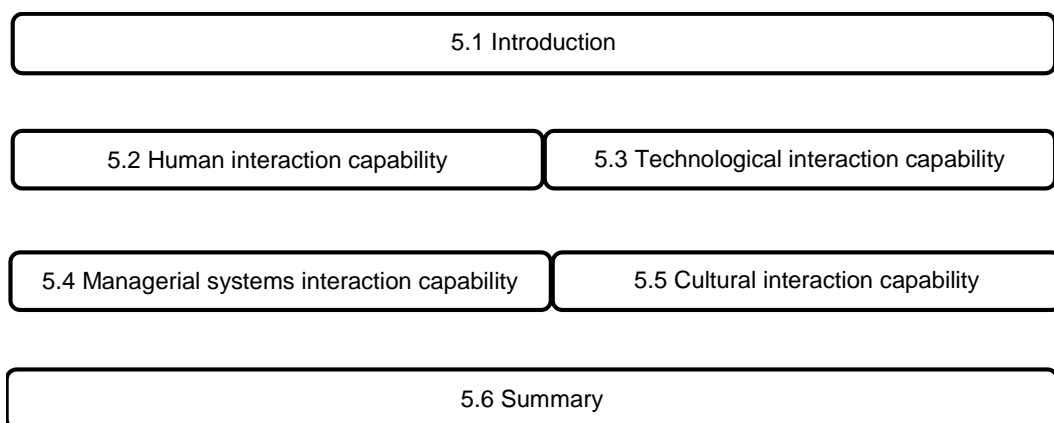 5.1 Introduction
5.2 Human interaction capability
5.3 Technological interaction capability
5.4 Managerial systems interaction capability
5.5 Cultural interaction capability
5.6 Summary